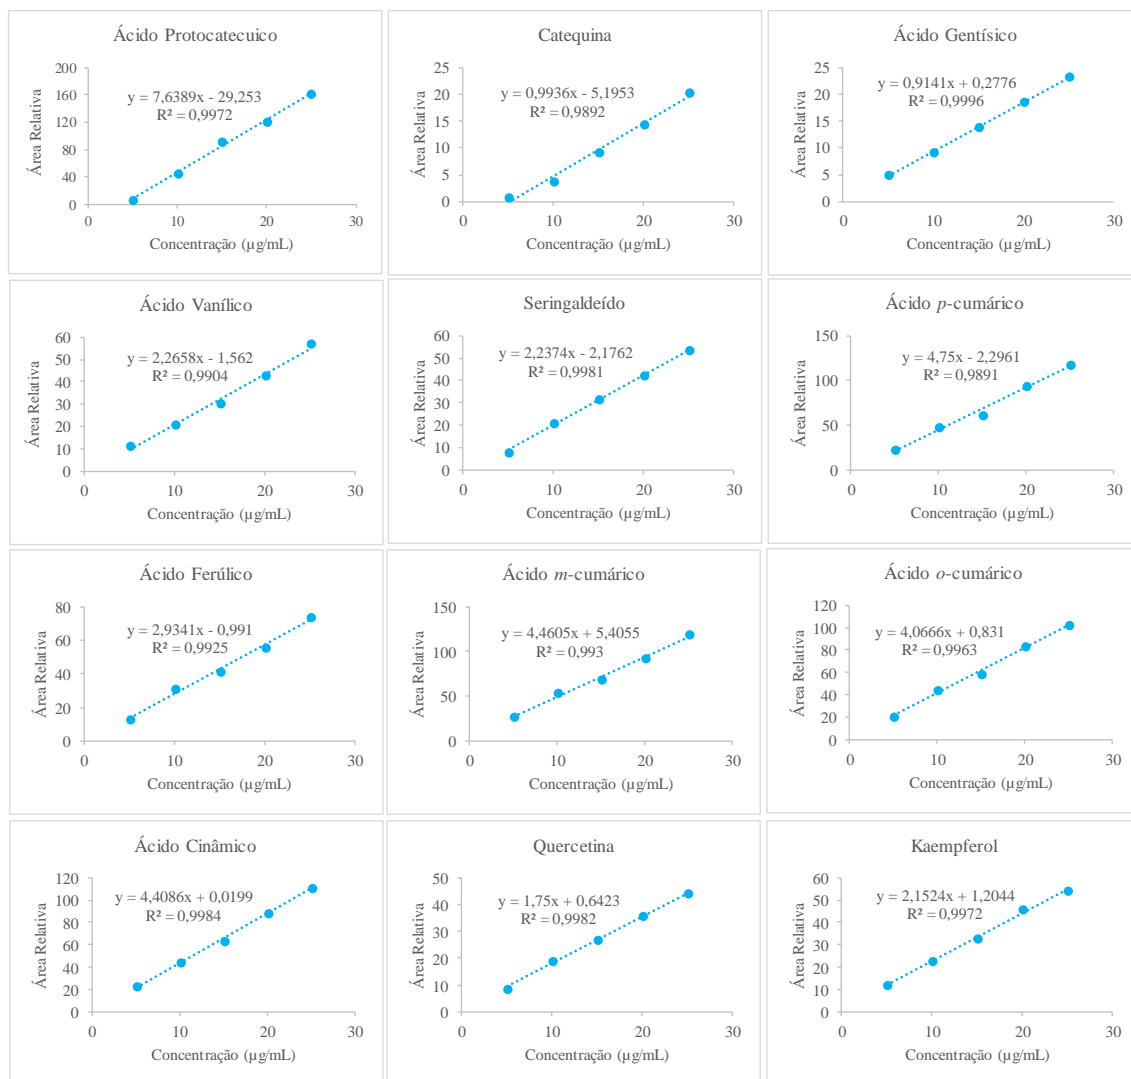 Ácido Protocatecuico
200
160
120
80
40
0
y = 7,6389x - 29,253
R² = 0,9972
Área Relativa
0 10 20 30
Concentração (µg/mL)
Catequina
25
20
15
10
5
0
y = 0,9936x - 5,1953
R² = 0,9892
Área Relativa
0 10 20 30
Concentração (µg/mL)
Ácido Gentísico
25
20
15
10
5
0
y = 0,9141x + 0,2776
R² = 0,9996
Área Relativa
0 10 20 30
Concentração (µg/mL)
Ácido Vanílico
60
50
40
30
20
10
0
y = 2,2658x - 1,562
R² = 0,9904
Área Relativa
0 10 20 30
Concentração (µg/mL)
Seringaldeído
60
50
40
30
20
10
0
y = 2,2374x - 2,1762
R² = 0,9981
Área Relativa
0 10 20 30
Concentração (µg/mL)
Ácido p-cumárico
150
100
50
0
y = 4,75x - 2,2961
R² = 0,9891
Área Relativa
0 10 20 30
Concentração (µg/mL)
Ácido Ferúlico
80
60
40
20
0
y = 2,9341x - 0,991
R² = 0,9925
Área Relativa
0 10 20 30
Concentração (µg/mL)
Ácido m-cumárico
150
100
50
0
y = 4,4605x + 5,4055
R² = 0,993
Área Relativa
0 10 20 30
Concentração (µg/mL)
Ácido o-cumárico
120
100
80
60
40
20
0
y = 4,0666x + 0,831
R² = 0,9963
Área Relativa
0 10 20 30
Concentração (µg/mL)
Ácido Cinâmico
120
100
80
60
40
20
0
y = 4,4086x + 0,0199
R² = 0,9984
Área Relativa
0 10 20 30
Concentração (µg/mL)
Quercetina
50
40
30
20
10
0
y = 1,75x + 0,6423
R² = 0,9982
Área Relativa
0 10 20 30
Concentração (µg/mL)
Kaempferol
60
50
40
30
20
10
0
y = 2,1524x + 1,2044
R² = 0,9972
Área Relativa
0 10 20 30
Concentração (µg/mL)